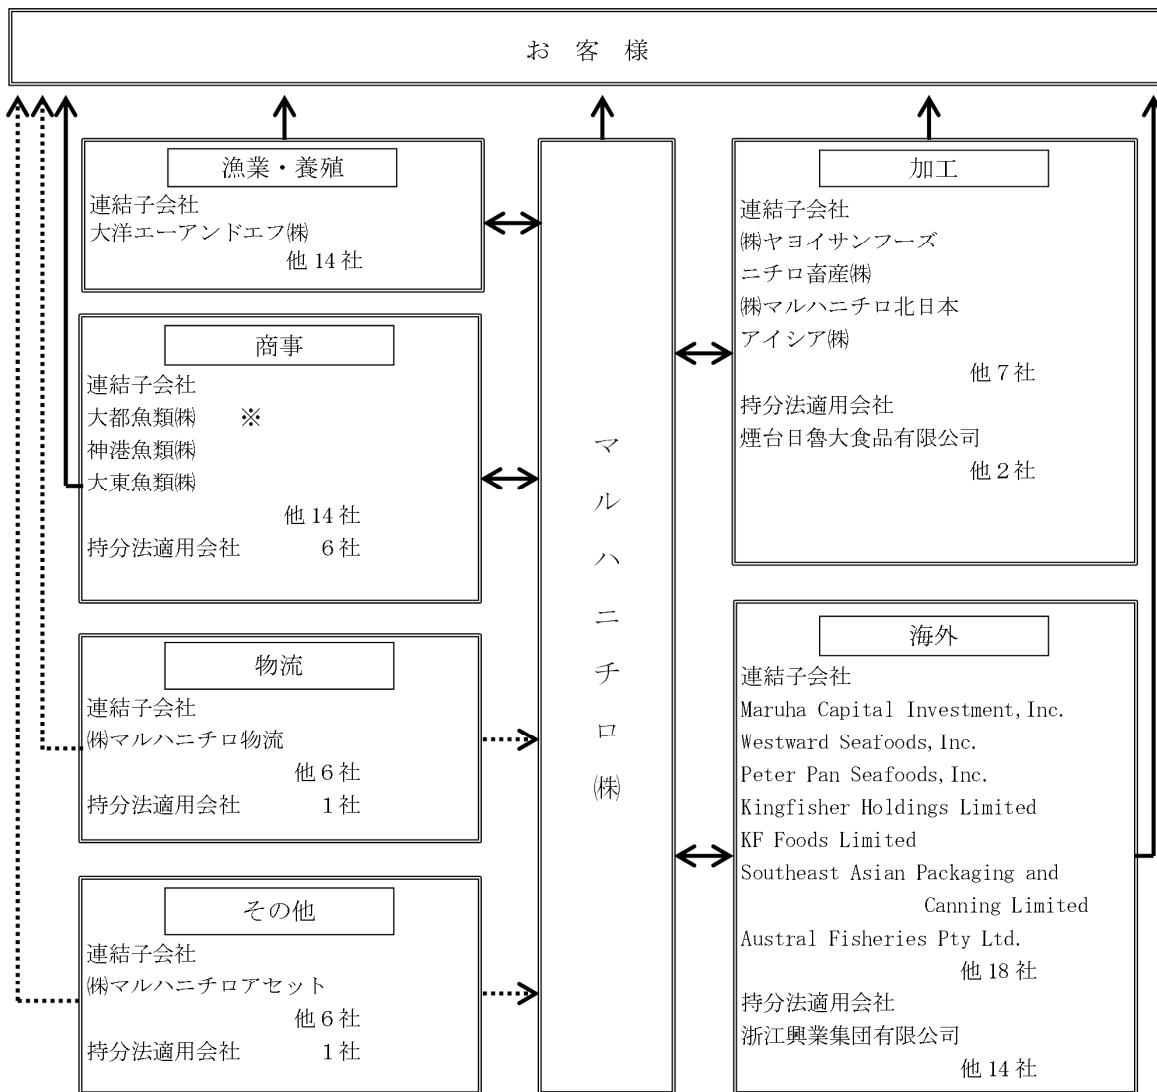 お客様
漁業・養殖
連結子会社
大洋エーアンドエフ㈱
他14社
商事
連結子会社
大都魚類㈱ ※
神港魚類㈱
大東魚類㈱
他14社
持分法適用会社 6社
物流
連結子会社
㈱マルハニチロ物流
他6社
持分法適用会社 1社
その他
連結子会社
㈱マルハニチロアセット
他6社
持分法適用会社 1社
マルハニチロ㈱
加工
連結子会社
㈱ヤヨイサンフーズ
ニチロ畜産㈱
㈱マルハニチロ北日本
アイシア㈱
他7社
持分法適用会社
煙台日魯大食品有限公司
他2社
海外
連結子会社
Maruha Capital Investment,Inc.
Westward Seafoods,Inc.
Peter Pan Seafoods,Inc.
Kingfisher Holdings Limited
KF Foods Limited
Southeast Asian Packaging and
Canning Limited
Austral Fisheries Pty Ltd.
他18社
持分法適用会社
浙江興業集団有限公司
他14社